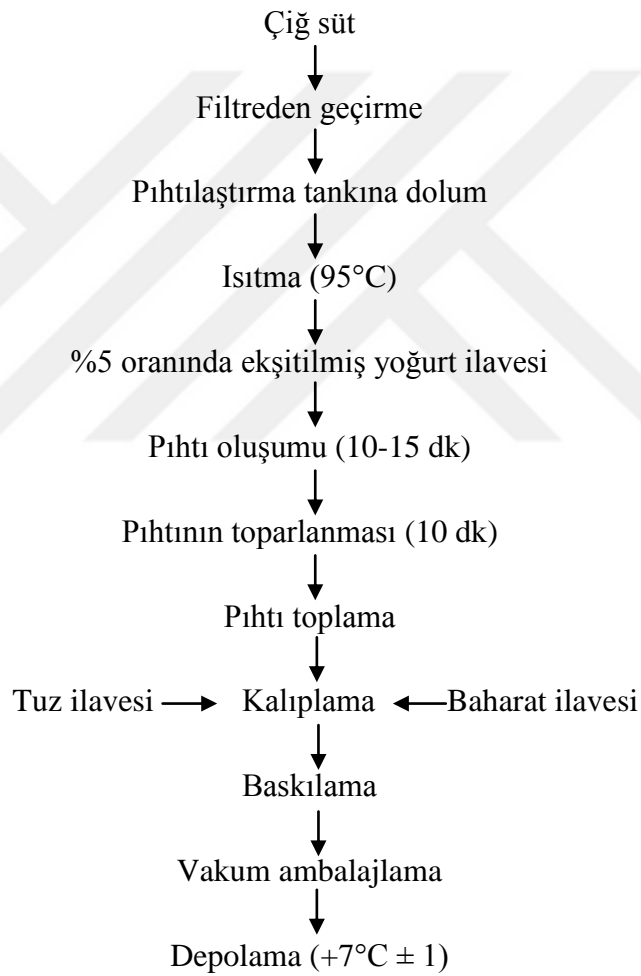 Çiğ süt
Filtreden geçirme
Pıhtılaştırma tankına dolum
Isıtma (95°C)
%5 oranında ekşitilmiş yoğurt ilavesi
Pıhtı oluşumu (10-15 dk)
Pıhtının toparlanması (10 dk)
Pıhtı toplama
Tuz ilavesi Kalıplama Baharat ilavesi
Baskılama
Vakum ambalajlama
Depolama (+7°C ± 1)